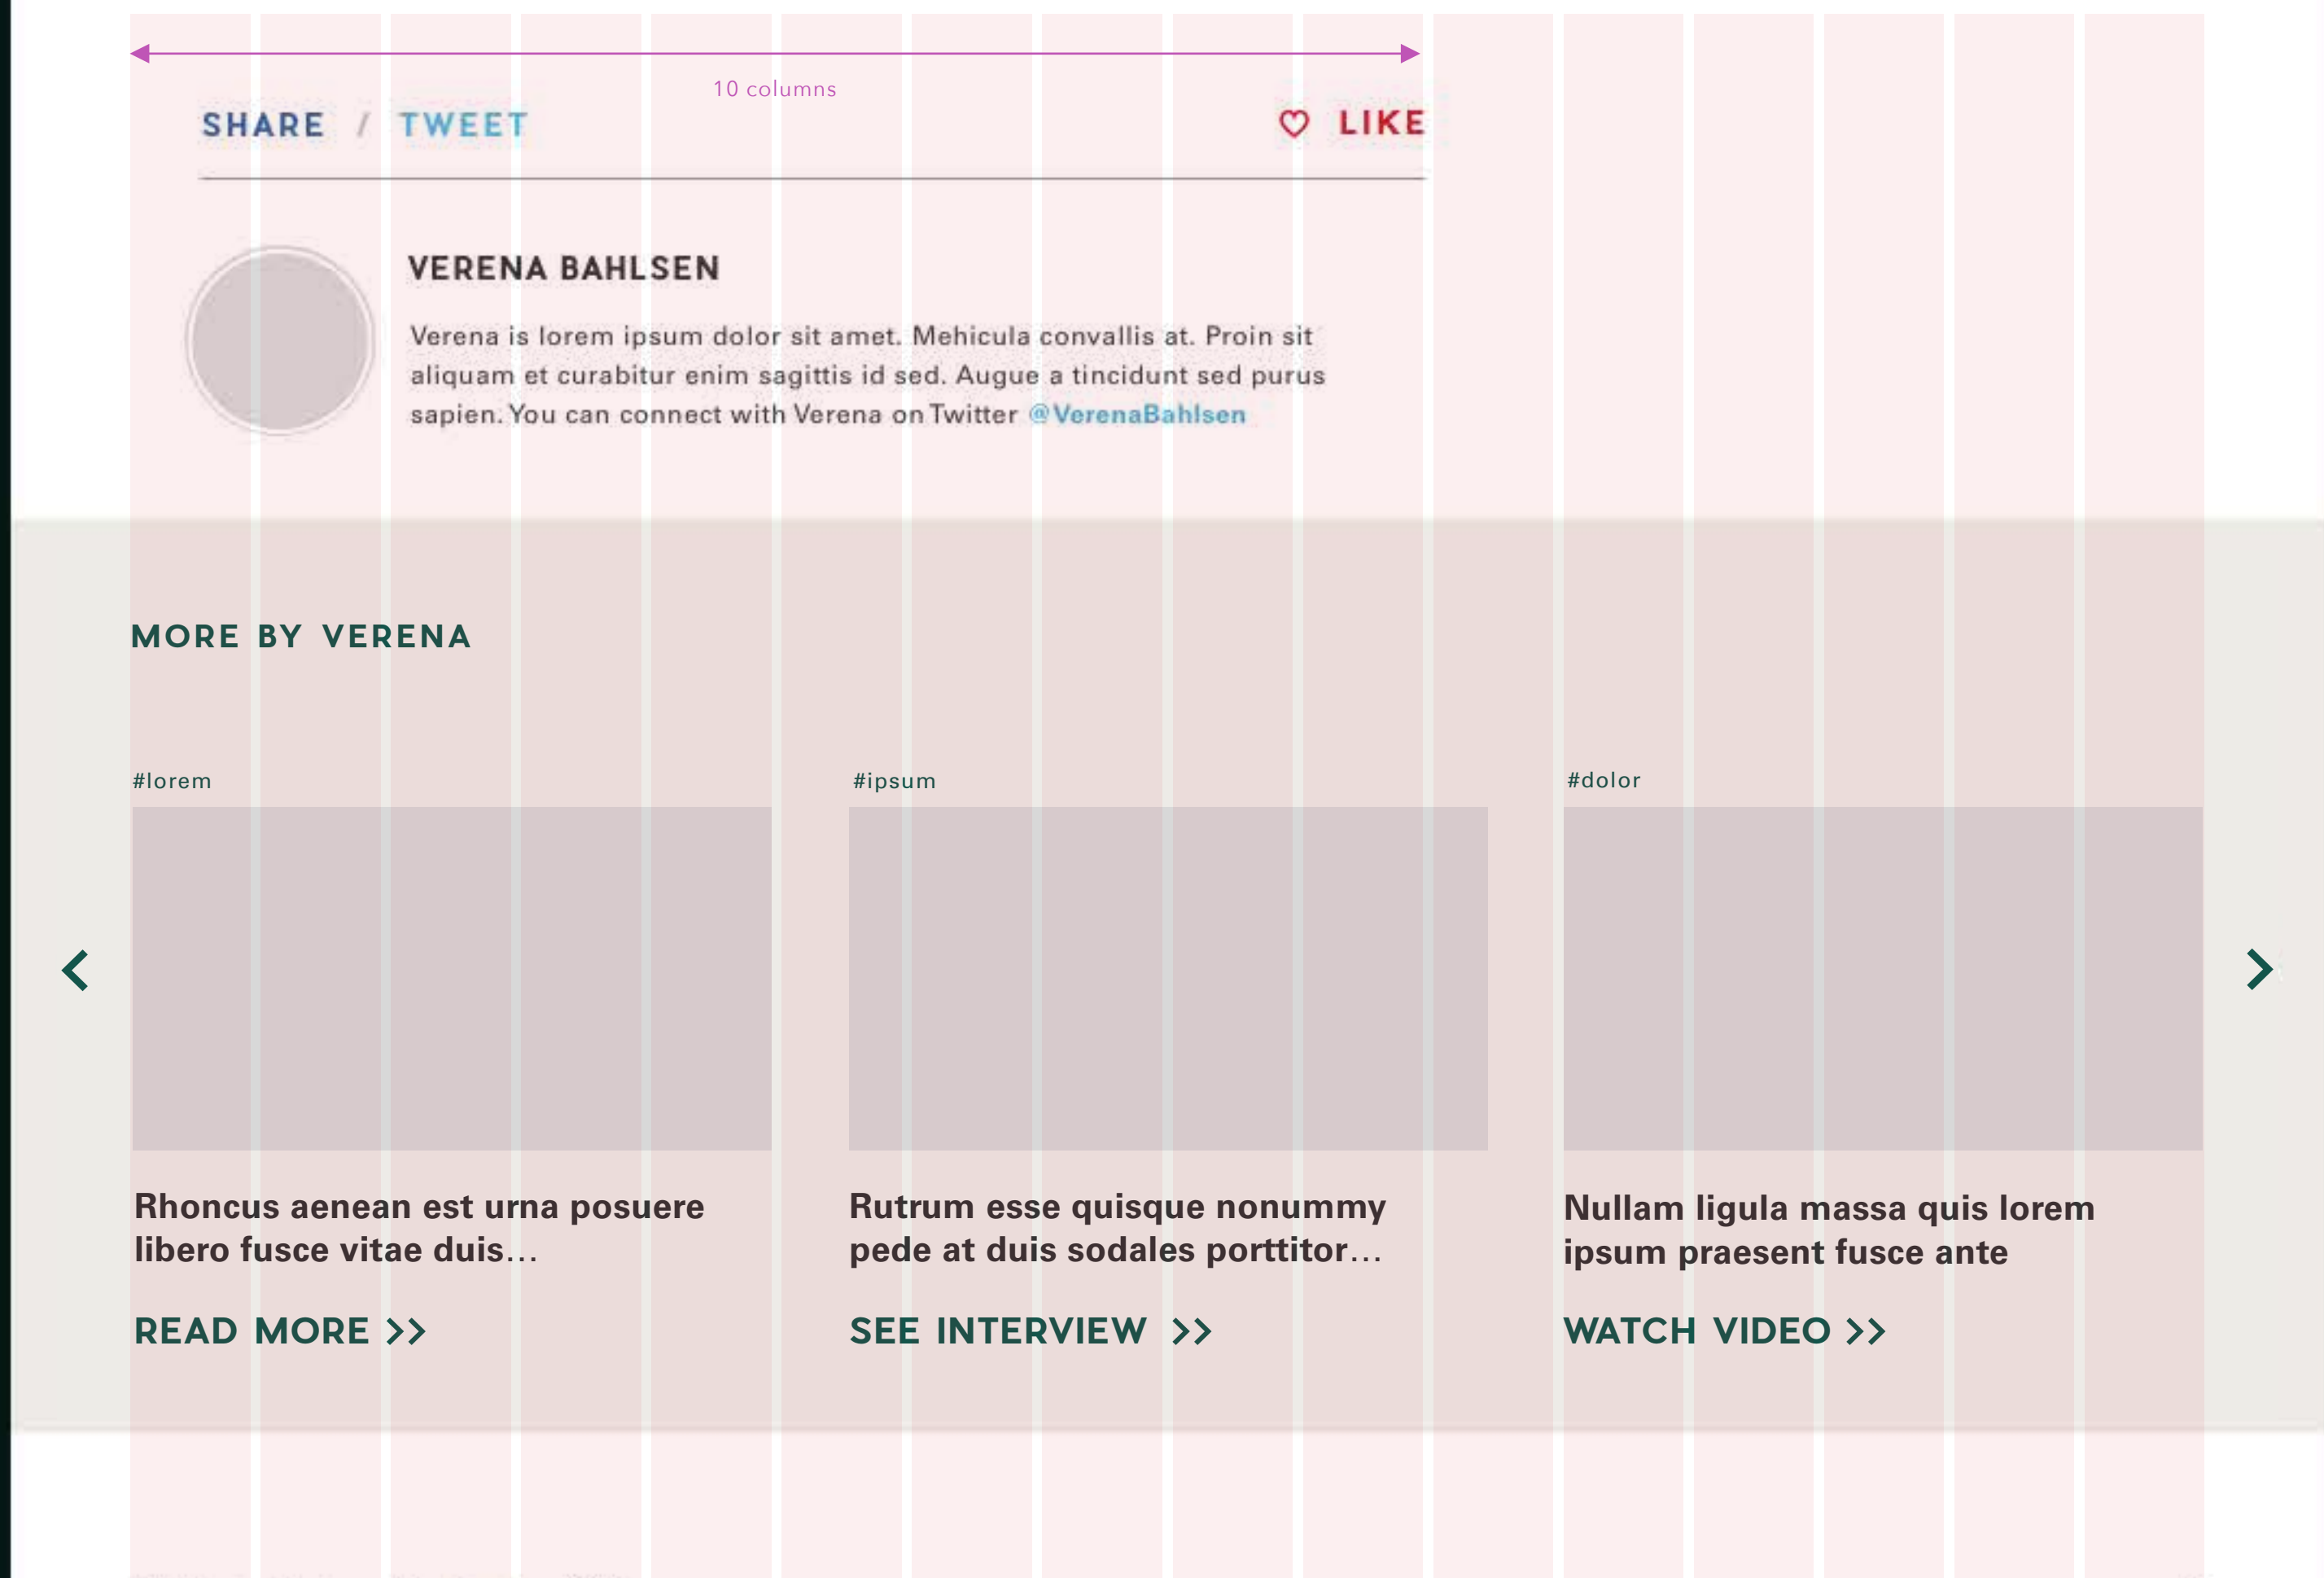 10 columns
SHARE / TWEET
LIKE
VERENA BAHLSEN
Verena is lorem ipsum dolor sit amet. Mehicula convallis at. Proin sit
aliquam et curabitur enim sagittis id sed. Augue a tincidunt sed purus
sapien. You can connect with Verena on Twitter @VerenaBahlsen
MORE BY VERENA
#lorem
#ipsum
#dolor
Rhoncus aenean est urna posuere
libero fusce vitae duis...
READ MORE >>
Rutrum esse quisque nonummy
pede at duis sodales porttitor...
SEE INTERVIEW >>
Nullam ligula massa quis lorem
ipsum praesent fusce ante
WATCH VIDEO >>